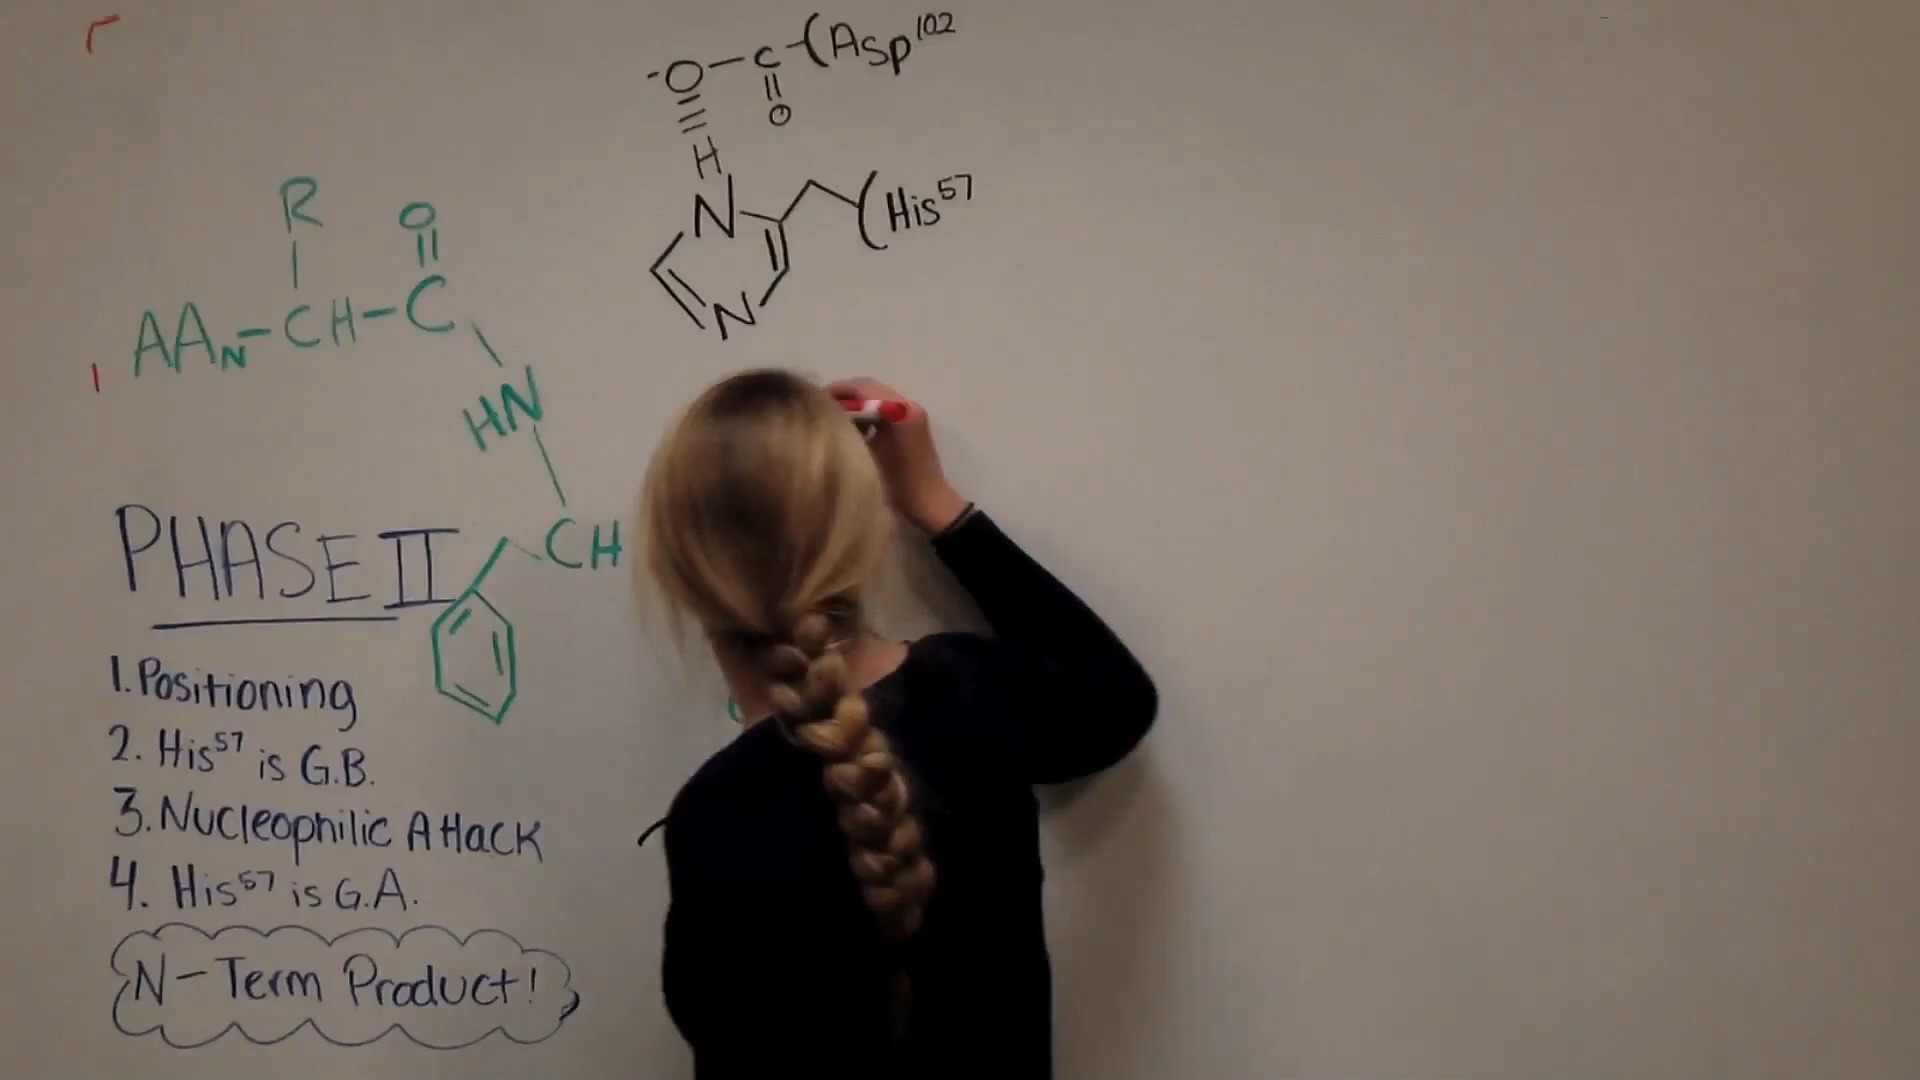 -O-C-(Asp102
O
H
N
(His57
N
R
O
AAN-CH-C
HN
CH
PHASE II
1. Positioning
2. His57 is G.B.
3. Nucleophilic Attack
4. His57 is G.A.
N-Term Product!